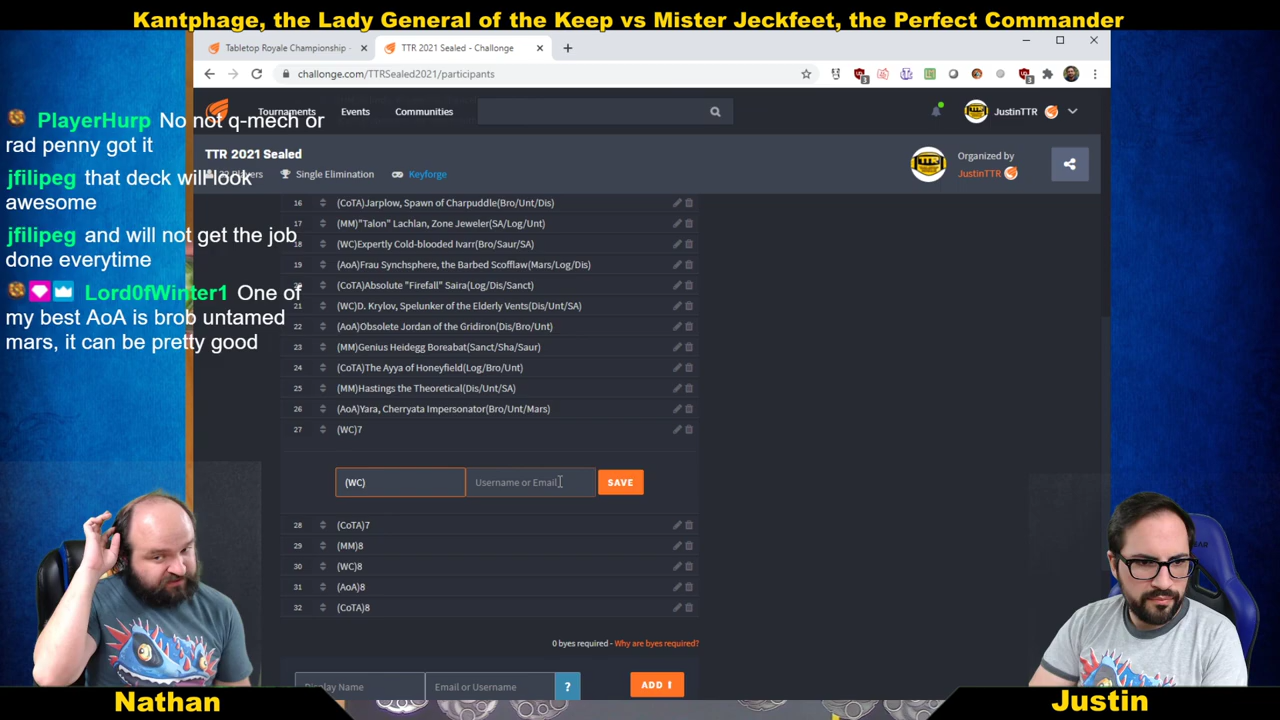 Kantphage, the Lady General of the Keep vs Mister Jeckfeet, the Perfect Commander
Tabletop Royale Championship -
TTR 2021 Sealed - Challonge
challonge.com/TTRSealed2021/participants
Tournaments
Events
Communities
JustinTTR
TTR 2021 Sealed
Players
Single Elimination
Keyforge
Organized by
JustinTTR
PlayerHurp No not q-mech or
rad penny got it
jfilipeg that deck will look
awesome
jfilipeg and will not get the job
done everytime
Lord0fWinter1 One of
my best AoA is brob untamed
mars, it can be pretty good
16 (CoTA)Jarplow, Spawn of Charpuddle(Bro/Unt/Dis)
17 (MM)"Talon" Lachlan, Zone Jeweler(SA/Log/Unt)
18 (WC)Expertly Cold-blooded Ivarr(Bro/Saur/SA)
19 (AoA)Frau Synchsphere, the Barbed Scofflaw(Mars/Log/Dis)
20 (CoTA)Absolute "Firefall" Saira(Log/Dis/Sanct)
21 (WC)D. Krylov, Spelunker of the Elderly Vents(Dis/Unt/SA)
22 (AoA)Obsolete Jordan of the Gridiron(Dis/Bro/Unt)
23 (MM)Genius Heidegg Boreabat(Sanct/Sha/Saur)
24 (CoTA)The Ayya of Honeyfield(Log/Bro/Unt)
25 (MM)Hastings the Theoretical(Dis/Unt/SA)
26 (AoA)Yara, Cherryata Impersonator(Bro/Unt/Mars)
27 (WC)7
(WC)
Username or Email
SAVE
28 (CoTA)7
29 (MM)8
30 (WC)8
31 (AoA)8
32 (CoTA)8
0 byes required - Why are byes required?
Display Name
Email or Username
?
ADD
Nathan
Justin